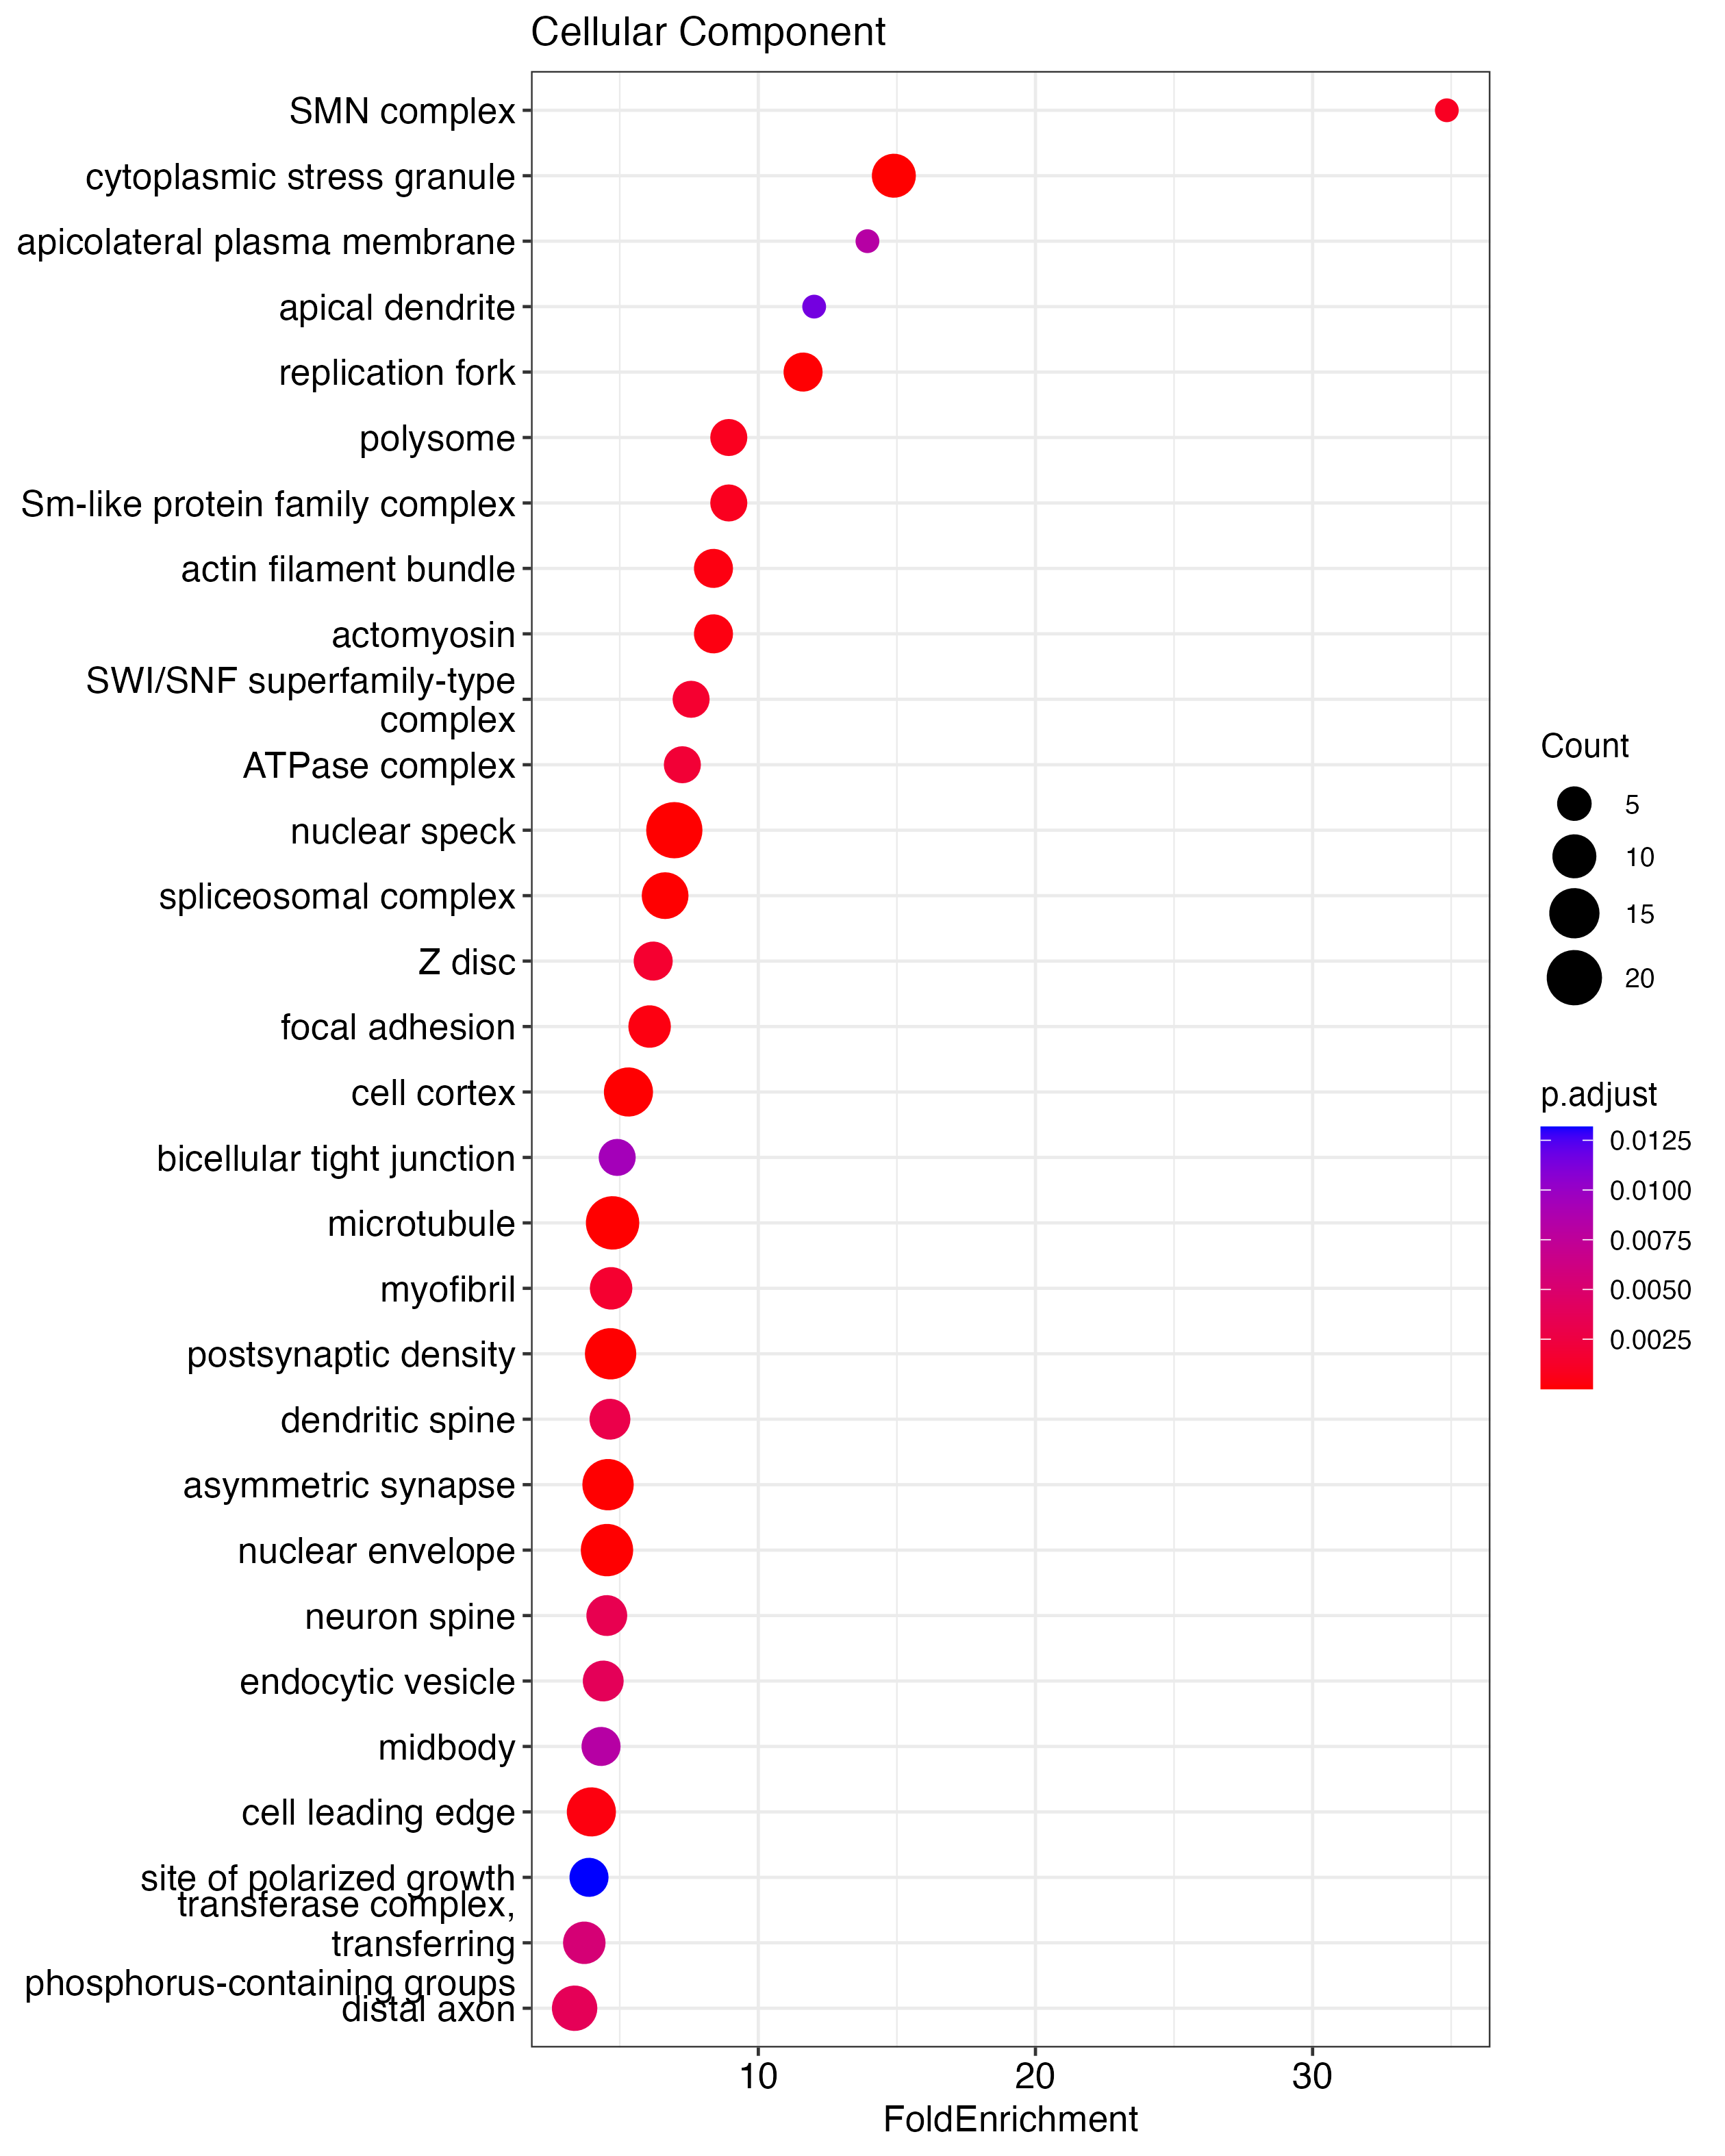 Cellular Component
SMN complex
cytoplasmic stress granule
apicolateral plasma membrane
apical dendrite
replication fork
polysome
Sm-like protein family complex
actin filament bundle
actomyosin
SWI/SNF superfamily-type
complex
ATPase complex
nuclear speck
spliceosomal complex
Z disc
focal adhesion
cell cortex
bicellular tight junction
microtubule
myofibril
postsynaptic density
dendritic spine
asymmetric synapse
nuclear envelope
neuron spine
endocytic vesicle
midbody
cell leading edge
site of polarized growth
transferase complex,
transferring
phosphorus-containing groups
distal axon
10
20
30
FoldEnrichment
Count
5
10
15
20
p.adjust
0.0125
0.0100
0.0075
0.0050
0.0025